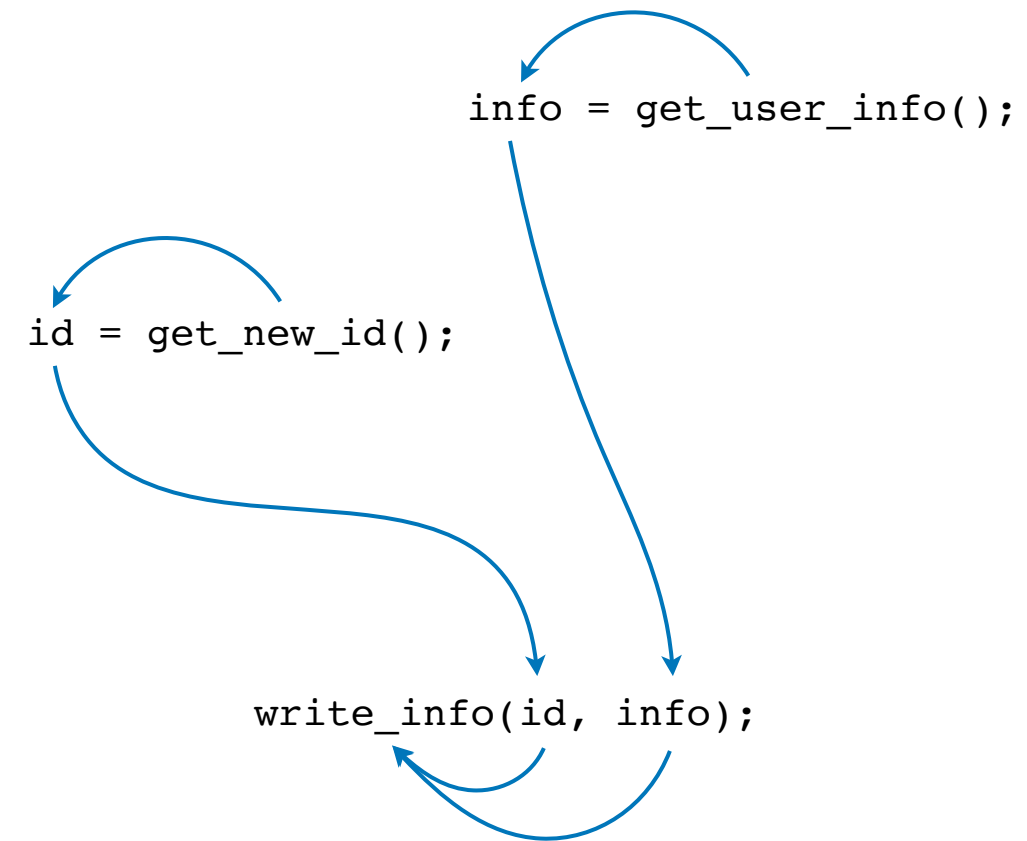 info = get_user_info();
id = get_new_id();
write_info(id, info);